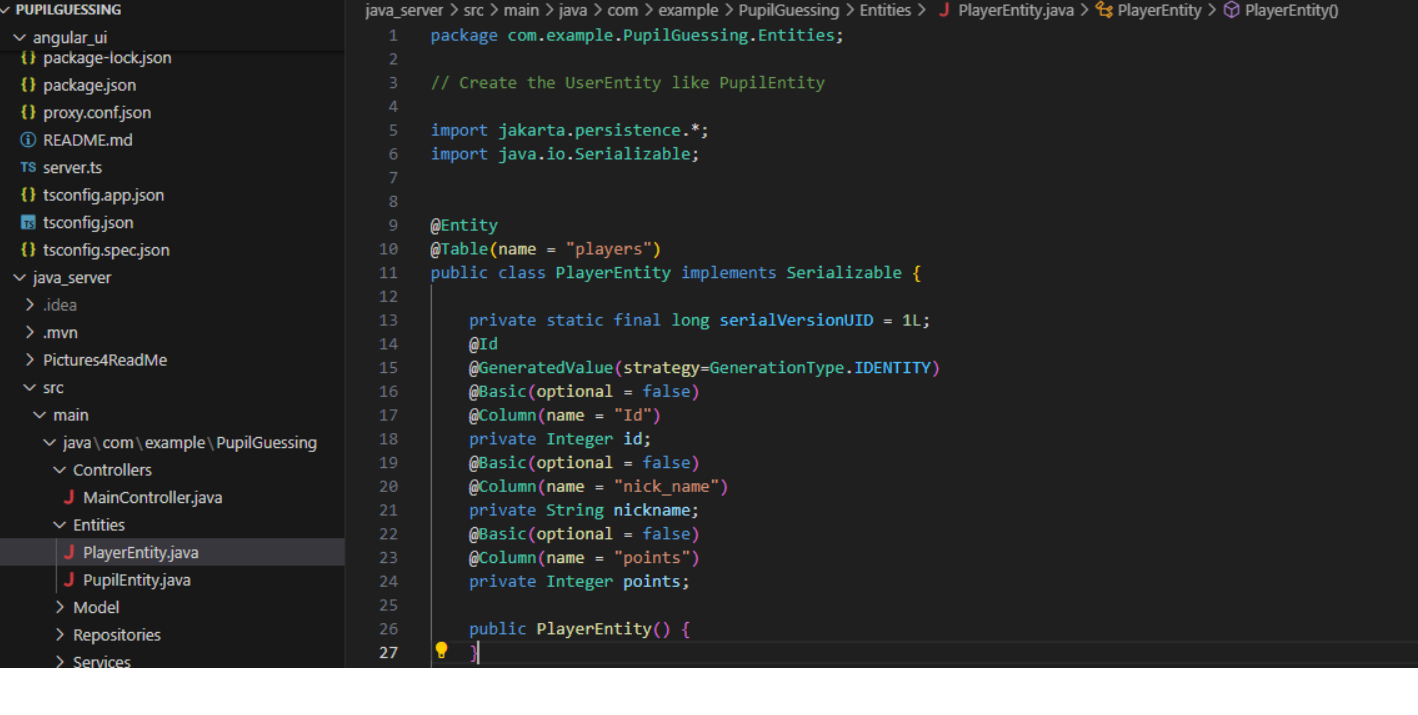 PUPILGUESSING
angular_ui
{} package-lock.json
{} package.json
{} proxy.conf.json
README.md
TS server.ts
{} tsconfig.app.json
TS tsconfig.json
{} tsconfig.spec.json
java_server
> .idea
> .mvn
> Pictures4ReadMe
src
main
java\com\example\PupilGuessing
Controllers
J MainController.java
Entities
J PlayerEntity.java
J PupilEntity.java
> Model
> Repositories
> Services
java_server > src > main > java > com > example > PupilGuessing > Entities > J PlayerEntity.java > PlayerEntity > PlayerEntity()
1 package com.example.PupilGuessing.Entities;
2
3 // Create the UserEntity like PupilEntity
4
5 import jakarta.persistence.*;
6 import java.io.Serializable;
7
8
9 @Entity
10 @Table(name = "players")
11 public class PlayerEntity implements Serializable {
12
13 private static final long serialVersionUID = 1L;
14 @Id
15 @GeneratedValue(strategy=GenerationType.IDENTITY)
16 @Basic(optional = false)
17 @Column(name = "Id")
18 private Integer id;
19 @Basic(optional = false)
20 @Column(name = "nick_name")
21 private String nickname;
22 @Basic(optional = false)
23 @Column(name = "points")
24 private Integer points;
25
26 public PlayerEntity() {
27 }